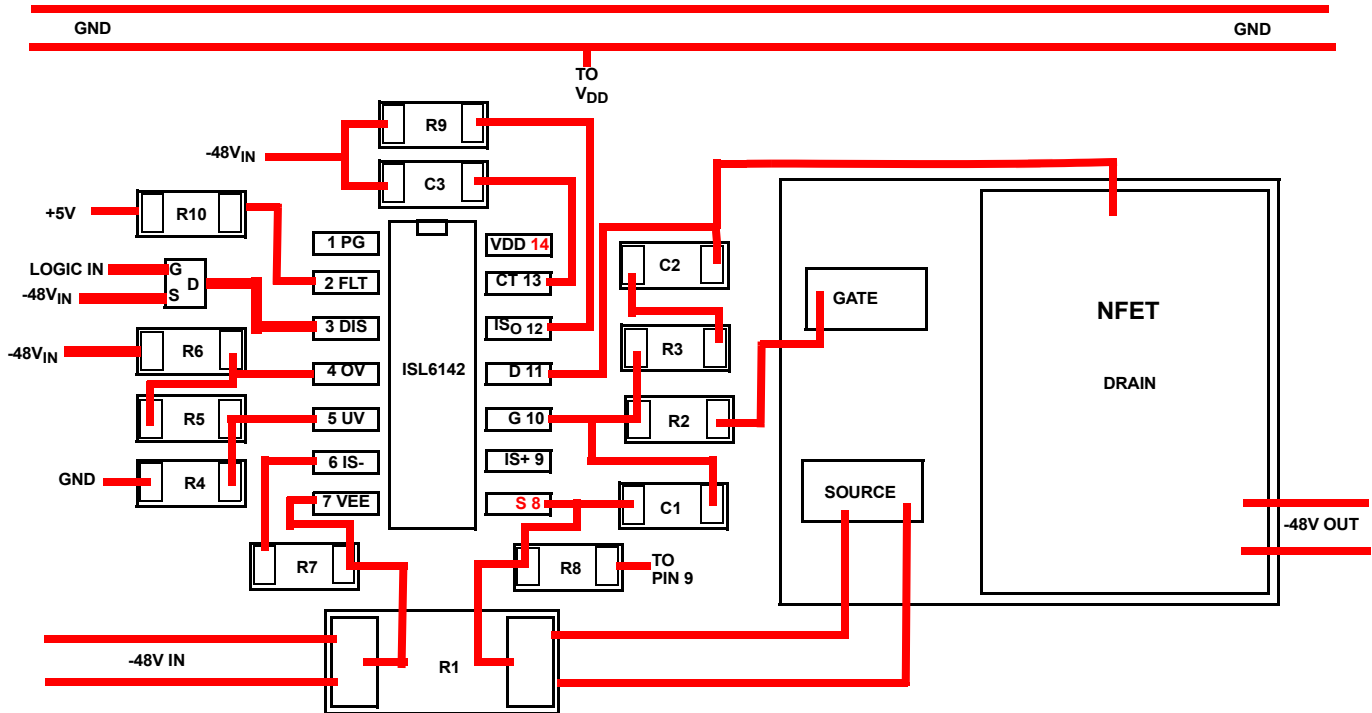 GND
GND
TO
VDD
R9
-48VIN
C3
R10
+5V
1 PG
VDD 14
LOGIC IN
G
D
S
-48VIN
2 FLT
CT 13
C2
GATE
NFET
3 DIS
ISO 12
-48VIN
R6
R3
4 OV
ISL6142
D 11
DRAIN
R5
5 UV
G 10
R2
6 IS-
IS+ 9
GND
R4
SOURCE
7 VEE
S 8
C1
-48V OUT
R7
R8
TO
PIN 9
-48V IN
R1